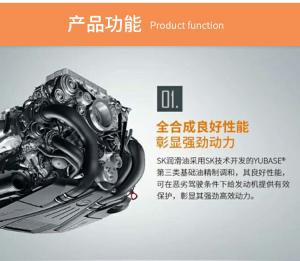 产品功能 Product function
01.
全合成良好性能
彰显强劲动力
SK润滑油采用SK技术开发的YUBASE®
第三类基础油精制调和，其良好性能，
可在恶劣驾驶条件下给发动机提供有效
保护，彰显其强劲高效动力。